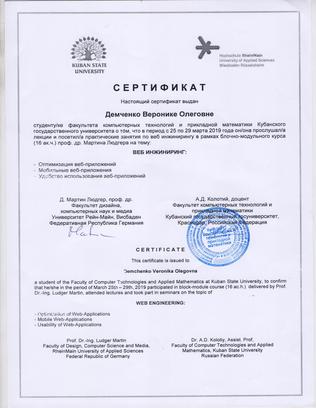 KUBAN STATE
UNIVERSITY
Hochschule RheinMain
University of Applied Sciences
Wiesbaden Rüsselsheim
СЕРТИФИКАТ
Настоящий сертификат выдан
Демченко Веронике Олеговне
студенту/ке факультета компьютерных технологий и прикладной математики Кубанского
государственного университета о том, что в период с 25 по 29 марта 2019 года он/она прослушал/а
лекции и посетил/а практические занятия по веб инжинирингу в рамках блочно-модульного курса
(16 ак.ч.) проф. др. Мартина Людгера на тему:
ВЕБ ИНЖИНИРИНГ:
- Оптимизация веб-приложений
- Мобильные веб-приложения
- Удобство использования веб-приложений
Д. Мартин Людгер, проф. др.
Факультет дизайна,
компьютерных наук и медиа
Университет Рейн-Майн, Висбаден
Федеративная Республика Германия
А.Д. Колотий, доцент
Факультет компьютерных технологий и
прикладной математики
Кубанский государственный университет,
Краснодар, Российская Федерация
CERTIFICATE
This certificate is issued to
Demchenko Veronika Olegovna
a student of the Faculty of Computer Technologies and Applied Mathematics at Kuban State University, to confirm
that he/she in the period of March 25th – 29th, 2019 participated in block-module course (16 ac.h.) delivered by Prof.
Dr.-Ing. Ludger Martin, attended lectures and took part in seminars on the topic of
WEB ENGINEERING:
- Optimization of Web-Applications
- Mobile Web-Applications
- Usability of Web-Applications
Prof. Dr.-Ing. Ludger Martin
Faculty of Design, Computer Science and Media,
RheinMain University of Applied Sciences
Federal Republic of Germany
Dr. A.D. Kolotiy, Assist. Prof.
Faculty of Computer Technologies and Applied
Mathematics, Kuban State University
Russian Federation